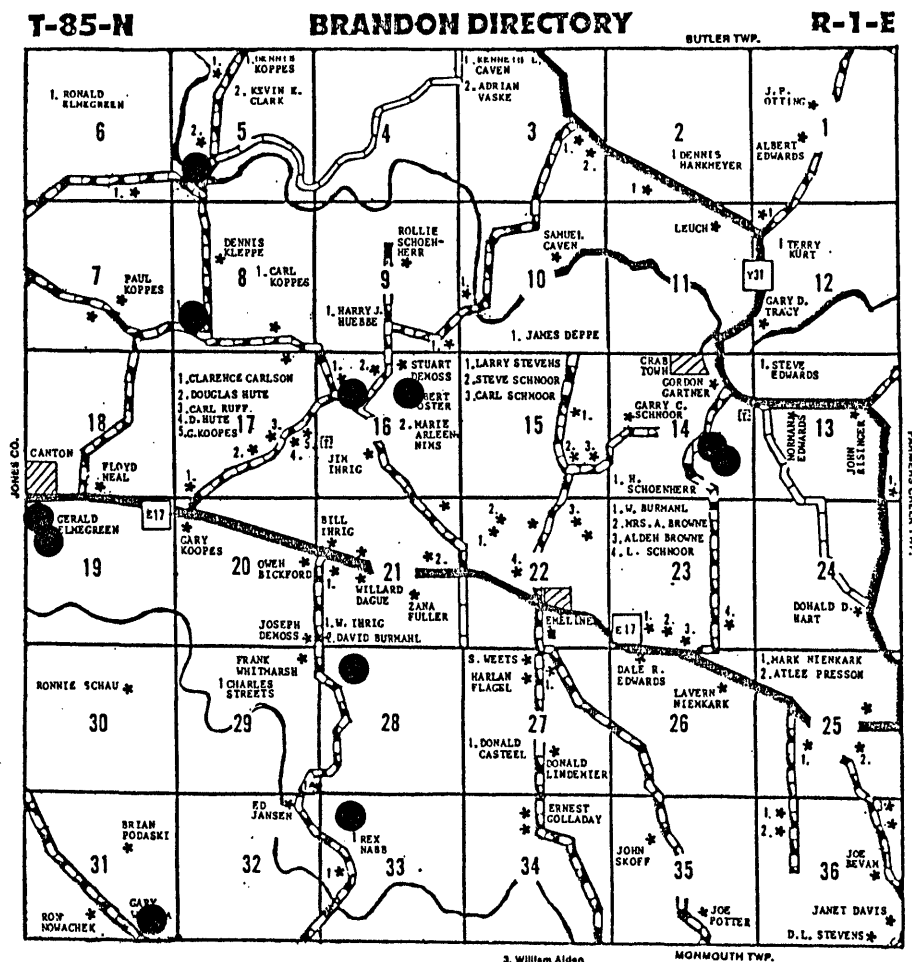 T-85-N BRANDON DIRECTORY R-1-E
BUTLER TWP.
1. RONALD
ELMEGREEN
6
1. DENNIS
KOPPES
2. KEVIN K.
CLARK
5
4
1. KENNETH L.
CAVEN
2. ADRIAN
VASKE
3
2
1 DENNIS
HANKMEYER
J.P.
OTTING
ALBERT
EDWARDS
1
7
PAUL
KOPPES
DENNIS
KLEPPE
8
1. CARL
KOPPES
ROLLIE
SCHOEN-
HERR
9
1. HARRY J.
HUEBBE
SAMUEL
CAVEN
10
1. JAMES DEPPE
LEUCH
11
1 TERRY
KURT
Y31
12
GARY D.
TRACY
18
CANTON
FLOYD
NEAL
1. CLARENCE CARLSON
2. DOUGLAS HUTE
3. CARL RUFF.
4. D. HUTE
5. G. KOOPES
17
STUART
DEMOSS
OSTER
2. MARIE
ARLEEN
NIMS
16
JIM
IHRIG
1. LARRY STEVENS
2. STEVE SCHNOOR
3. CARL SCHNOOR
15
CRAB
TOWN
GORDON
GARTNER
GARRY C.
SCHNOOR
14
1. H.
SCHOENHERR
1. STEVE
EDWARDS
NORMAN
EDWARDS
13
JOHN
RISINGER
JONES CO.
GERALD
ELMEGREEN
E17
19
GARY
KOOPES
20
OWEN
BICKFORD
BILL
IHRIG
21
WILLARD
DAGUE
ZANA
FULLER
JOSEPH
DEMOSS
1. W. IHRIG
2. DAVID BURMAHL
22
EMELINE
1. W. BURMAHL
2. MRS. A. BROWNE
3. ALDEN BROWNE
4. L. SCHNOOR
23
E17
24
DONALD D.
HART
RONNIE SCHAU
30
FRANK
WHITMARSH
1 CHARLES
STREETS
29
28
S. WEETS
HARLAN
FLAGEL
27
1. DONALD
CASTEEL
DONALD
LINDEMIER
DALE R.
EDWARDS
LAVERN
NIENKARK
26
1. MARK NIENKARK
2. ATLEE PRESSON
25
BRIAN
PODASKI
31
RON
NOWACHEK
GARY
ED
JANSEN
32
REX
NABB
33
ERNEST
GOLLADAY
34
JOHN
SKOFF
35
JOE
POTTER
36
JOE
BEVAN
JANET DAVIS
D.L. STEVENS
3. William Alden
MONMOUTH TWP.